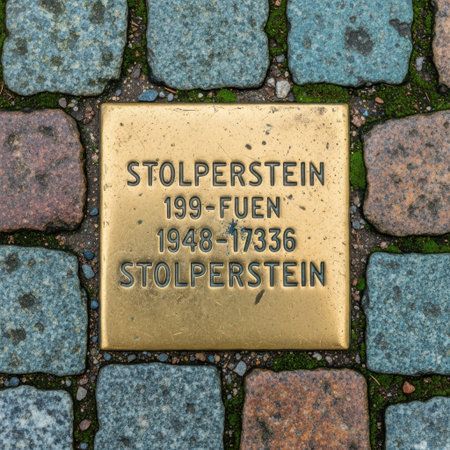 STOLPERSTEIN
199-FUEN
1948-17336
STOLPERSTEIN